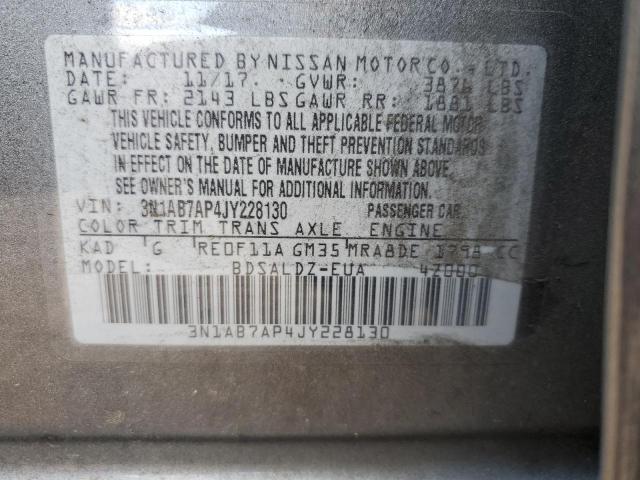 MANUFACTURED BY NISSAN MOTOR CO., LTD.
DATE: 11/17. GVWR: 3876 LBS
GAWR FR: 2143 LBS GAWR RR: 1881 LBS
THIS VEHICLE CONFORMS TO ALL APPLICABLE FEDERAL MOTOR
VEHICLE SAFETY, BUMPER AND THEFT PREVENTION STANDARDS
IN EFFECT ON THE DATE OF MANUFACTURE SHOWN ABOVE.
SEE OWNER'S MANUAL FOR ADDITIONAL INFORMATION.
VIN: 3N1AB7AP4JY228130 PASSENGER CAR
COLOR TRIM TRANS AXLE ENGINE
KAD G RE0F11A GM35 MRA8DE 1798 CC
MODEL: BDSALDZ-EUA 42000
3N1AB7AP4JY228130